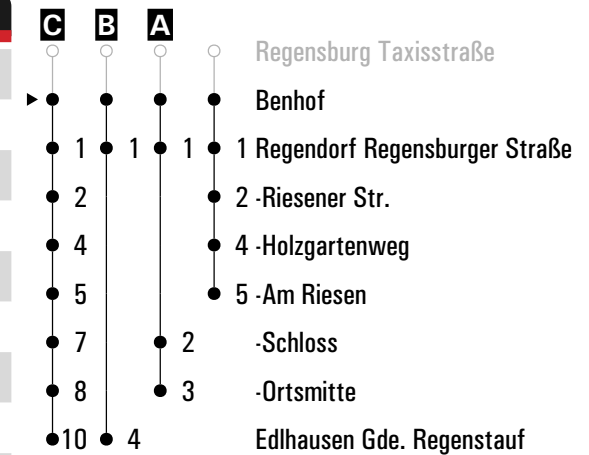 C B A
Regensburg Taxisstraße
Benhof
1 1 1 1 Regendorf Regensburger Straße
2 2 -Riesener Str.
4 4 -Holzgartenweg
5 5 -Am Riesen
7 2 -Schloss
8 3 -Ortsmitte
10 4 Edlhausen Gde. Regenstauf